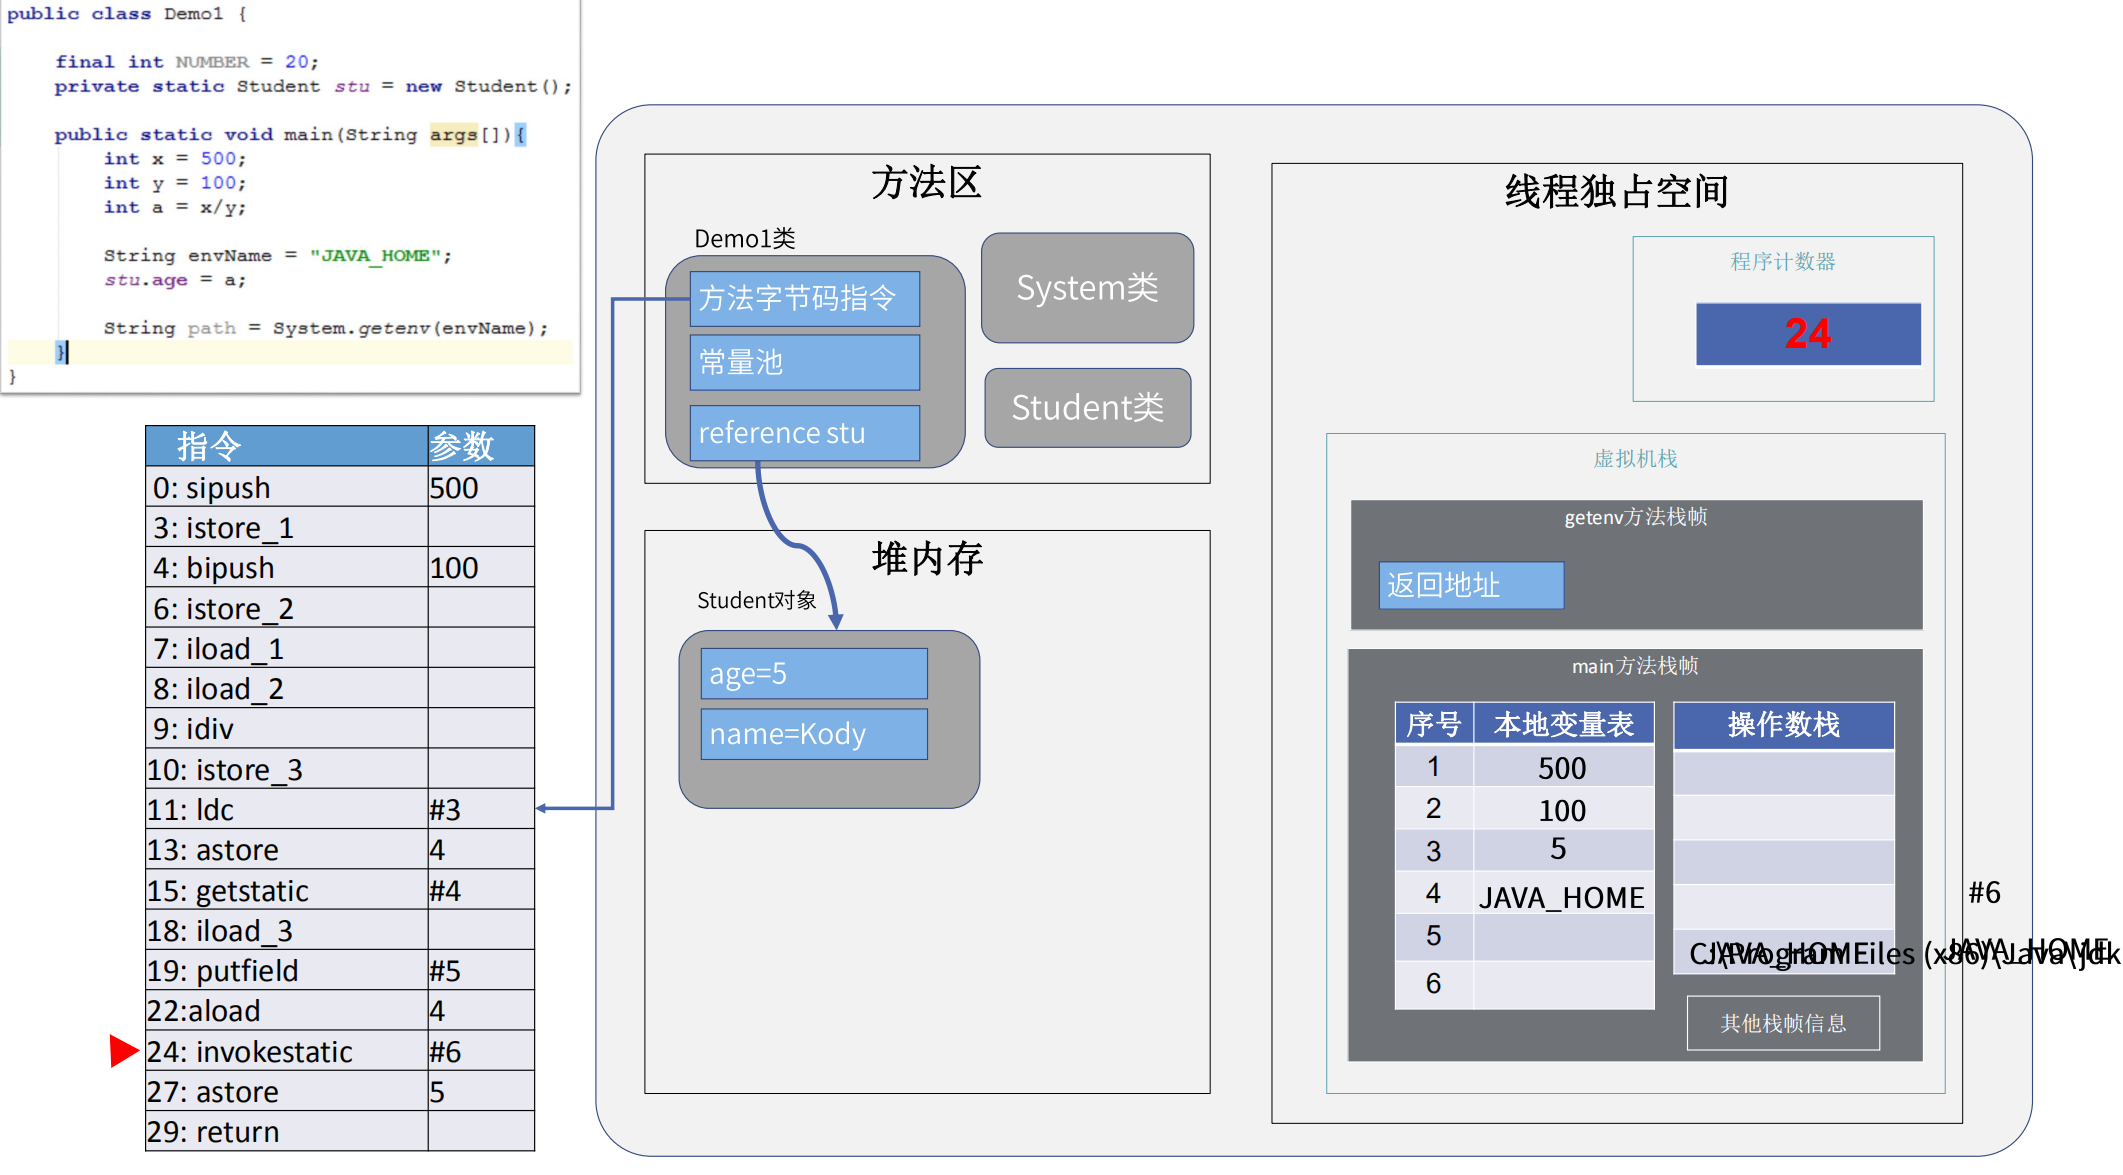 public class Demo1 {
final int NUMBER = 20;
private static Student stu = new Student();
public static void main(String args[]){
int x = 500;
int y = 100;
int a = x/y;
String envName = "JAVA_HOME";
stu.age = a;
String path = System.getenv(envName);
}
}
指令 参数
0: sipush 500
3: istore_1
4: bipush 100
6: istore_2
7: iload_1
8: iload_2
9: idiv
10: istore_3
11: ldc #3
13: astore 4
15: getstatic #4
18: iload_3
19: putfield #5
22:aload 4
24: invokestatic #6
27: astore 5
29: return
方法区
Demo1类
方法字节码指令
常量池
reference stu
System类
Student类
堆内存
Student对象
age=5
name=Kody
线程独占空间
程序计数器
24
虚拟机栈
getenv方法栈帧
返回地址
main方法栈帧
序号 本地变量表
1 500
2 100
3 5
4 JAVA_HOME
5
6
操作数栈
#6
JAVA_HOME
JAVA_HOME
C:\Program Files (x86)\Java\jdk
其他栈帧信息